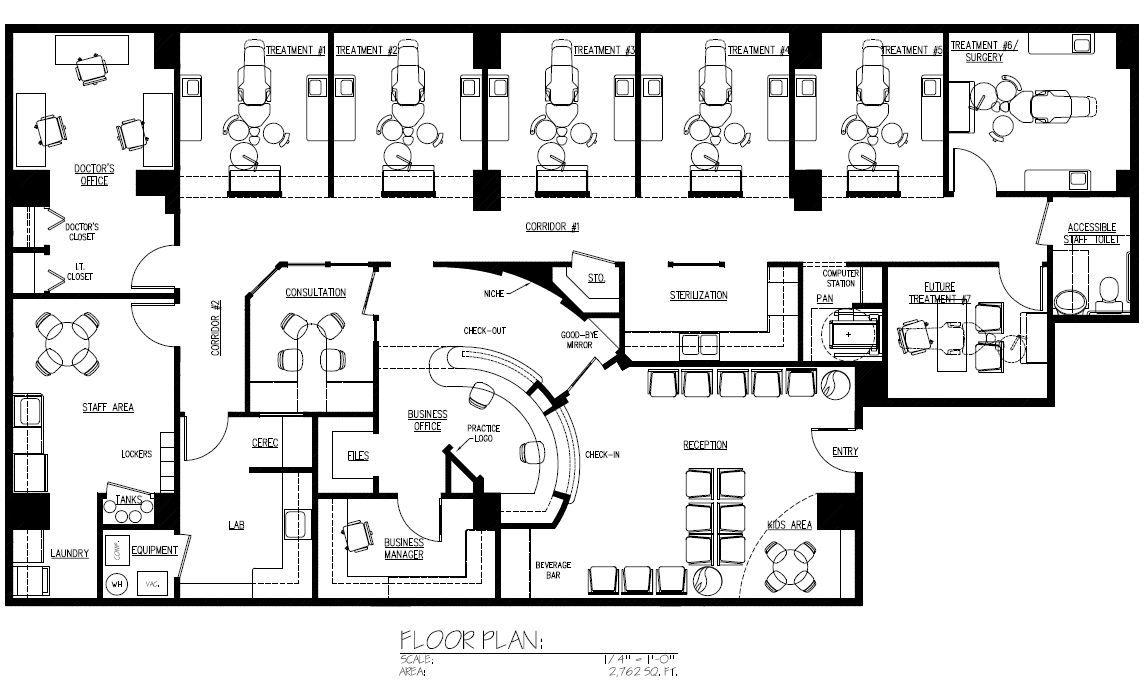 TREATMENT #1
TREATMENT #2
TREATMENT #3
TREATMENT #4
TREATMENT #5
TREATMENT #6/
SURGERY
DOCTOR'S
OFFICE
DOCTOR'S
CLOSET
I.T.
CLOSET
CORRIDOR #1
ACCESSIBLE
STAFF TOILET
CORRIDOR #2
CONSULTATION
NICHE
STO.
STERILIZATION
COMPUTER
STATION
PAN
FUTURE
TREATMENT #7
CHECK-OUT
GOOD-BYE
MIRROR
STAFF AREA
LOCKERS
TANKS
CEREC
FILES
BUSINESS
OFFICE
PRACTICE
LOGO
CHECK-IN
RECEPTION
ENTRY
KIDS AREA
LAB
LAUNDRY
COMP.
EQUIPMENT
WH
VAC.
BUSINESS
MANAGER
BEVERAGE
BAR
FLOOR PLAN:
SCALE: 1/4" = 1'-0"
AREA: 2,762 SQ. FT.